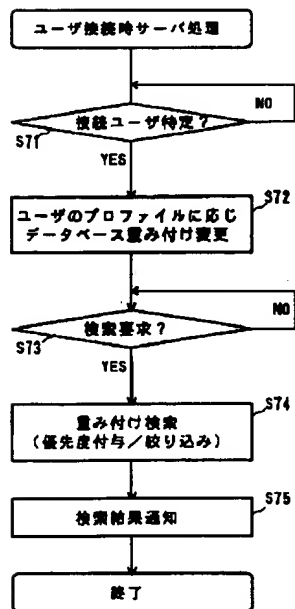 ユーザ接続時サーバ処理
NO
接続ユーザ特定?
S71
YES
S72
ユーザのプロファイルに応じ
データベース重み付け変更
NO
検索要求?
S73
YES
S74
重み付け検索
(優先度付与/絞り込み)
S75
検索結果通知
終了